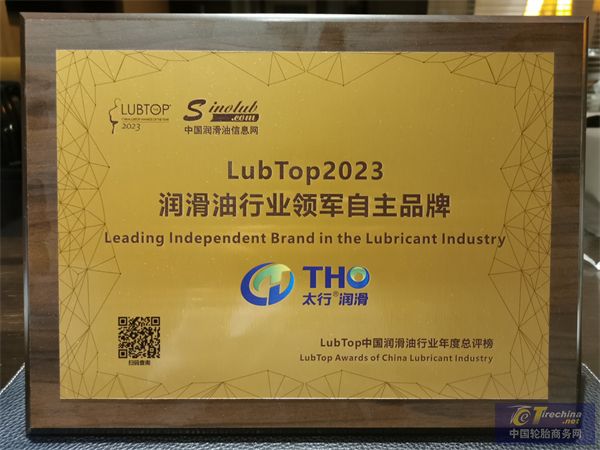 LUBTOP
2023
Sinolub
.com
中国润滑油信息网
LubTop2023
润滑油行业领军自主品牌
Leading Independent Brand in the Lubricant Industry
THO
太行®润滑
扫码查询
LubTop中国润滑油行业年度总评榜
LubTop Awards of China Lubricant Industry
Tirechina
.net
中国轮胎商务网